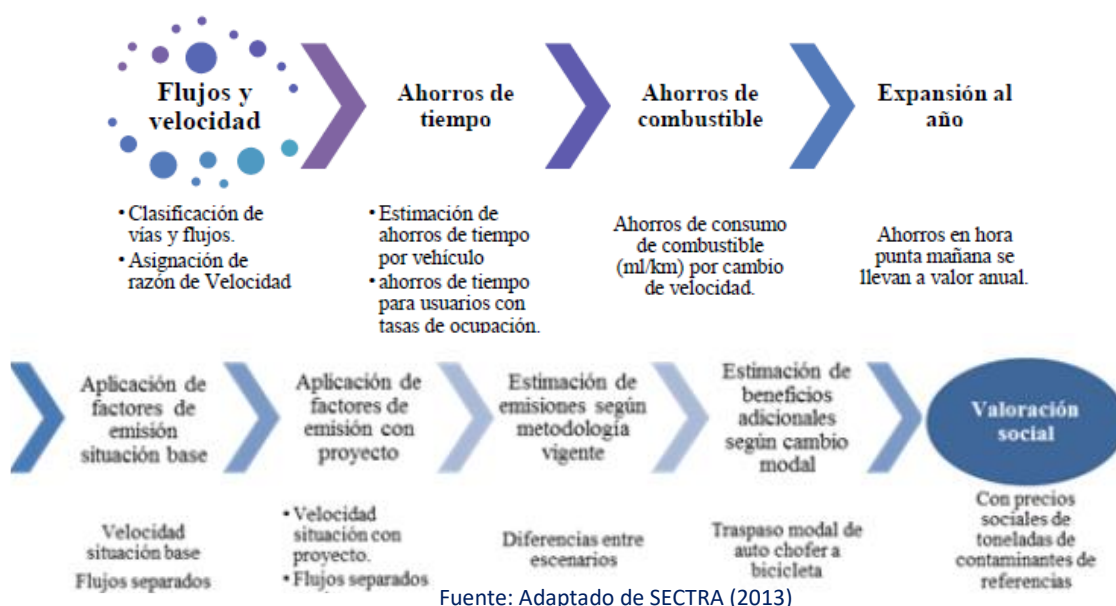 Flujos y
velocidad
Ahorros de
tiempo
Ahorros de
combustible
Expansión al
año
• Clasificación de
vías y flujos.
• Asignación de
razón de Velocidad
• Estimación de
ahorros de tiempo
por vehículo
• ahorros de tiempo
para usuarios con
tasas de ocupación.
Ahorros de consumo
de combustible
(ml/km) por cambio
de velocidad.
Ahorros en hora
punta mañana se
llevan a valor anual.
Aplicación de
factores de
emisión
situación base
Aplicación de
factores de
emisión con
proyecto
Estimación de
emisiones según
metodología
vigente
Estimación de
beneficios
adicionales
según cambio
modal
Valoración
social
Velocidad
situación base
Flujos separados
• Velocidad
situación con
proyecto.
• Flujos separados
Diferencias entre
escenarios
Traspaso modal de
auto chofer a
bicicleta
Con precios
sociales de
toneladas de
contaminantes de
referencias
Fuente: Adaptado de SECTRA (2013)